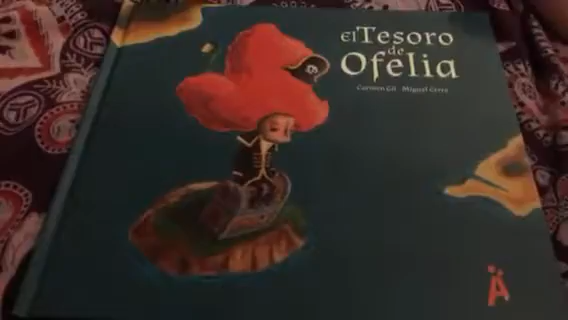 El Tesoro
de
Ofelia
Carmen Gil Miguel Cerro
Ä